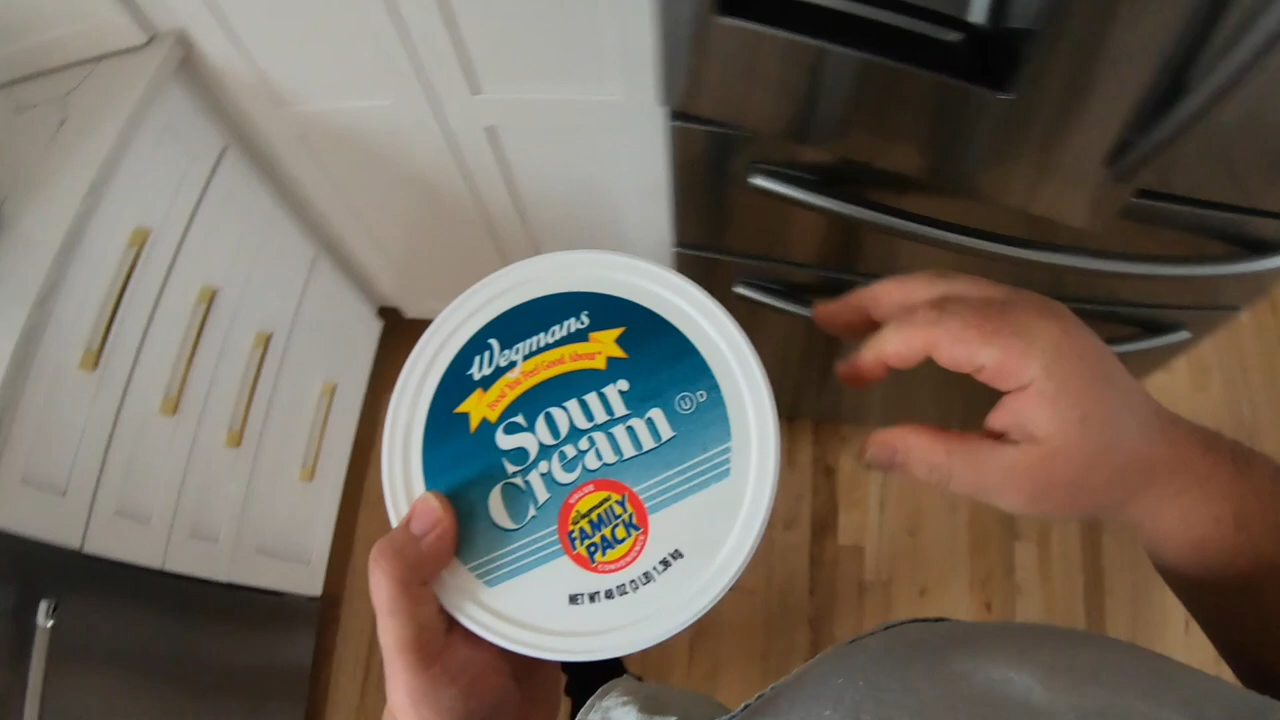 Wegmans
Food You Feel Good About™
Sour
Cream
U D
VALUE
FAMILY
PACK
CONVENIENCE
NET WT 48 OZ (3 LB) 1.36 kg